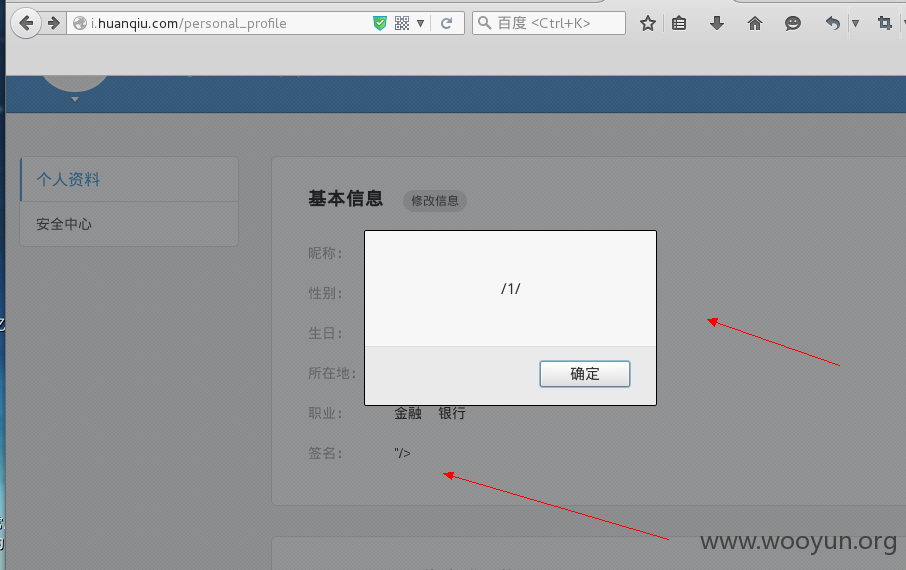 i.huanqiu.com/personal_profile
百度 <Ctrl+K>
个人资料
安全中心
基本信息 修改信息
昵称:
性别:
生日:
所在地:
职业: 金融 银行
签名: "/>
/1/
确定
www.wooyun.org